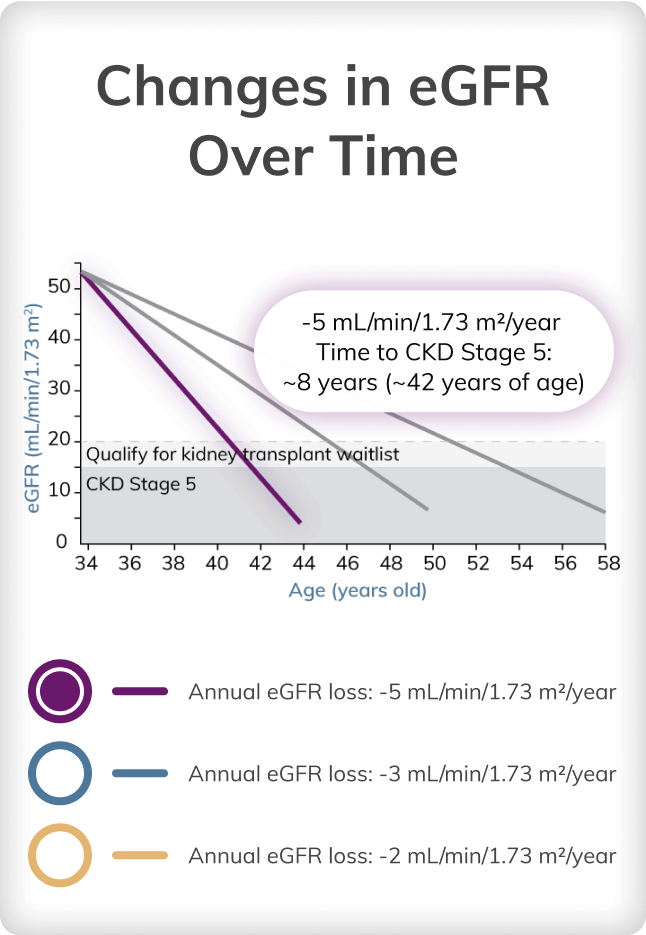 Changes in eGFR
Over Time
eGFR (mL/min/1.73 m²)
50
40
30
20
10
0
-5 mL/min/1.73 m²/year
Time to CKD Stage 5:
~8 years (~42 years of age)
Qualify for kidney transplant waitlist
CKD Stage 5
34 36 38 40 42 44 46 48 50 52 54 56 58
Age (years old)
Annual eGFR loss: -5 mL/min/1.73 m²/year
Annual eGFR loss: -3 mL/min/1.73 m²/year
Annual eGFR loss: -2 mL/min/1.73 m²/year